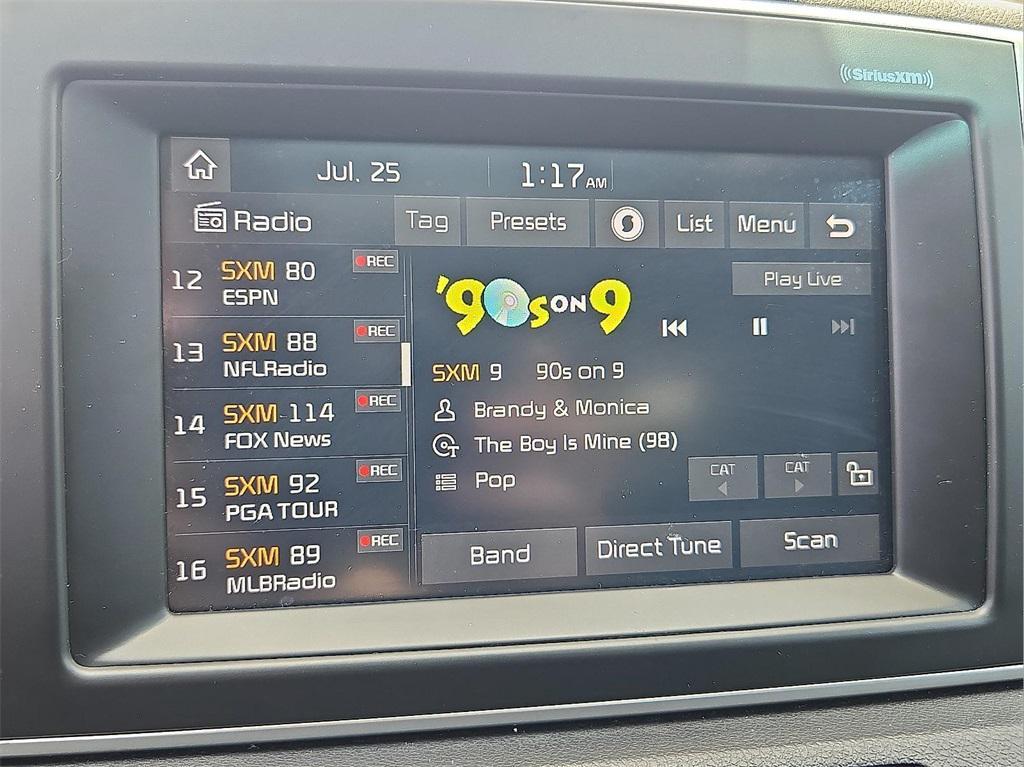 SiriusXM
Jul. 25 1:17 AM
Radio Tag Presets List Menu
12 SXM 80 REC
ESPN
13 SXM 88 REC
NFLRadio
14 SXM 114 REC
FOX News
15 SXM 92 REC
PGA TOUR
16 SXM 89 REC
MLBRadio
Play Live
'90s ON 9
SXM 9 90s on 9
Brandy & Monica
The Boy Is Mine (98)
Pop
CAT CAT
Band Direct Tune Scan